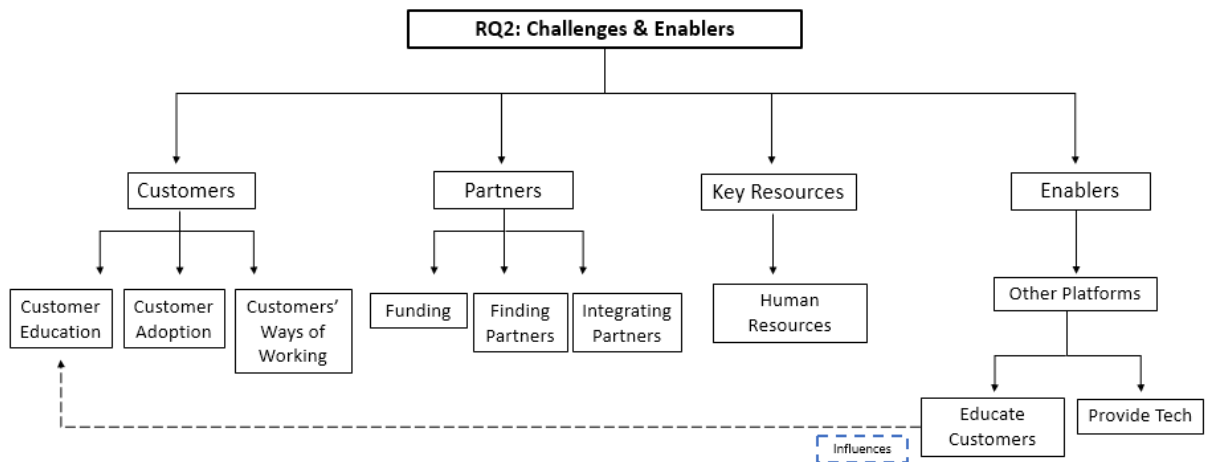 RQ2: Challenges & Enablers
Customers
Partners
Key Resources
Enablers
Customer
Education
Customer
Adoption
Customers’
Ways of
Working
Funding
Finding
Partners
Integrating
Partners
Human
Resources
Other Platforms
Educate
Customers
Provide Tech
Influences